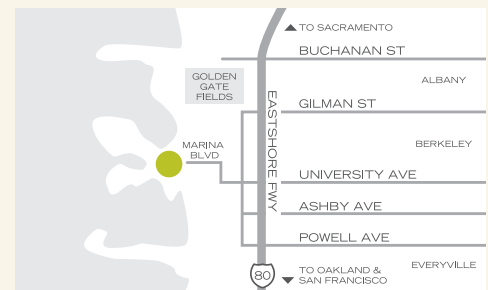 TO SACRAMENTO
BUCHANAN ST
GOLDEN
GATE
FIELDS
ALBANY
GILMAN ST
EASTSHORE FWY
MARINA
BLVD
BERKELEY
UNIVERSITY AVE
ASHBY AVE
POWELL AVE
80
TO OAKLAND &
SAN FRANCISCO
EVERYVILLE